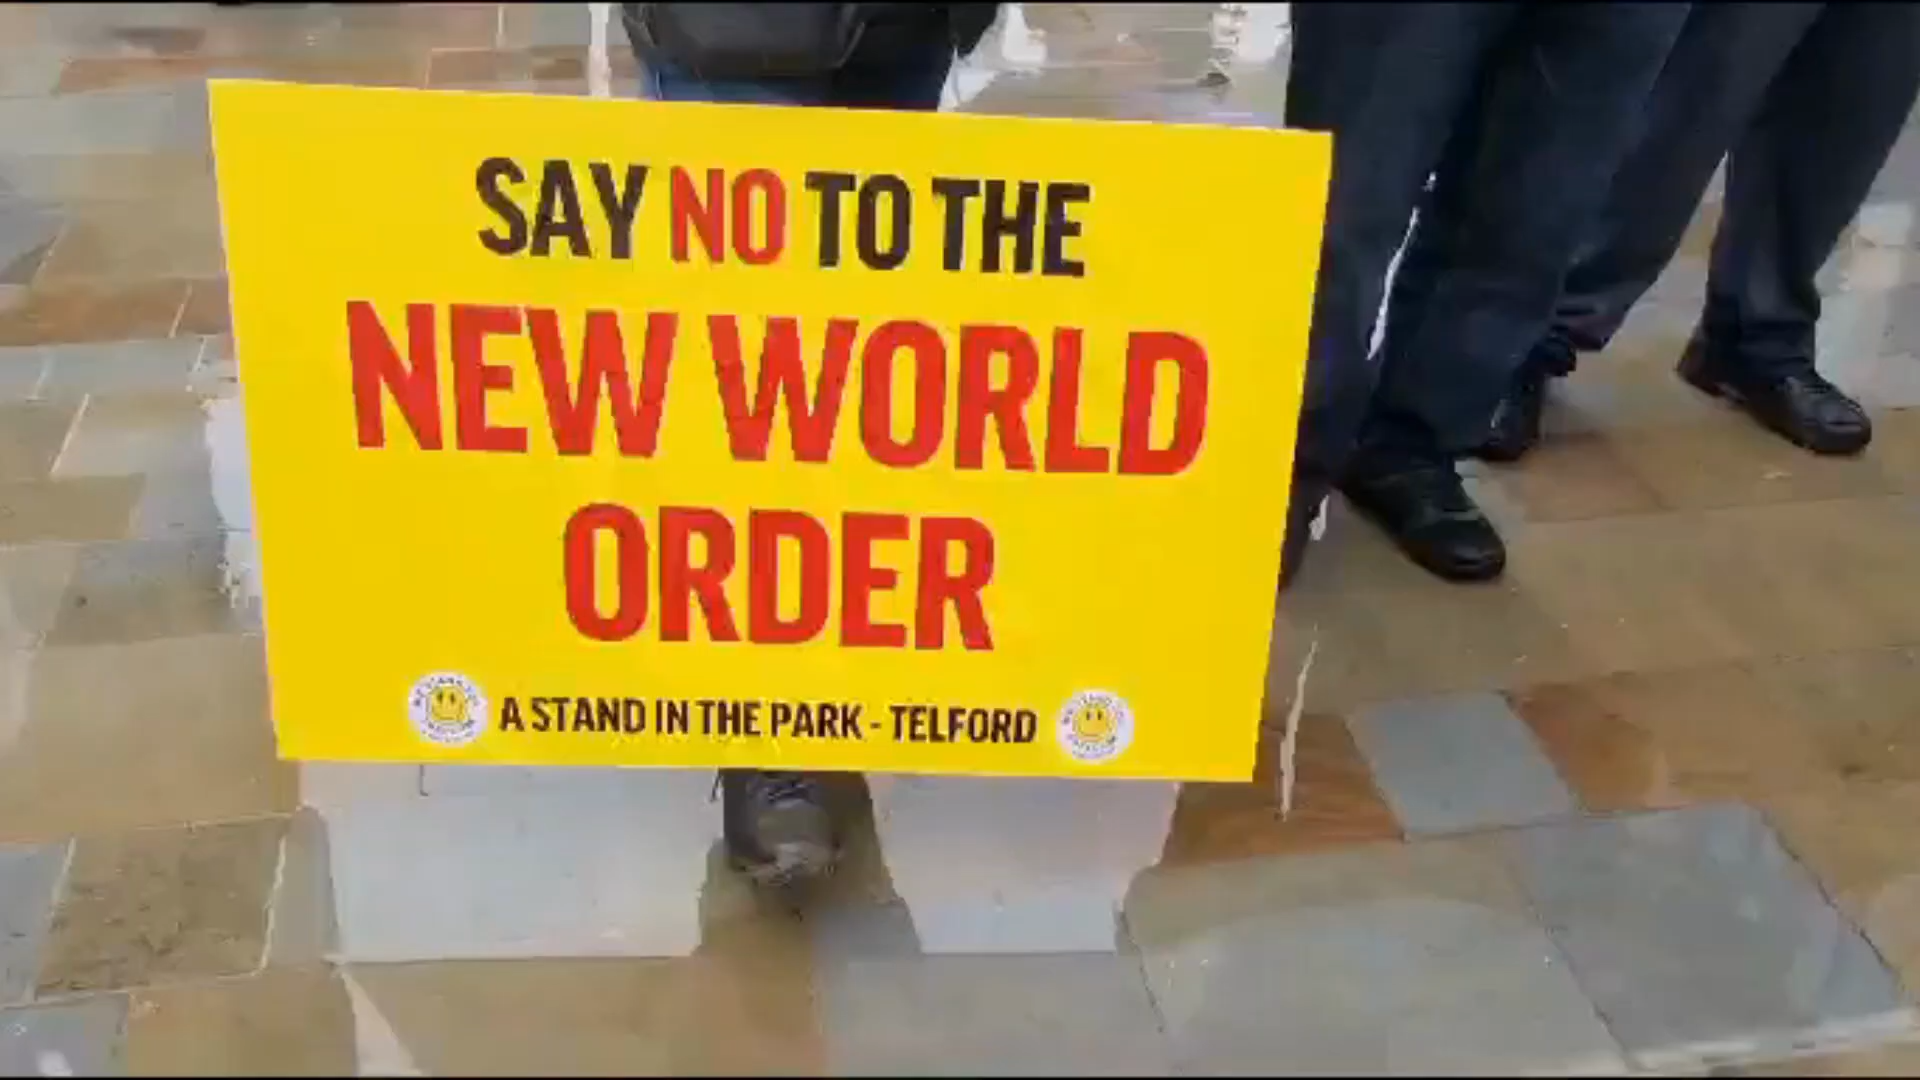 SAY NO TO THE
NEW WORLD
ORDER
A STAND IN THE PARK - TELFORD